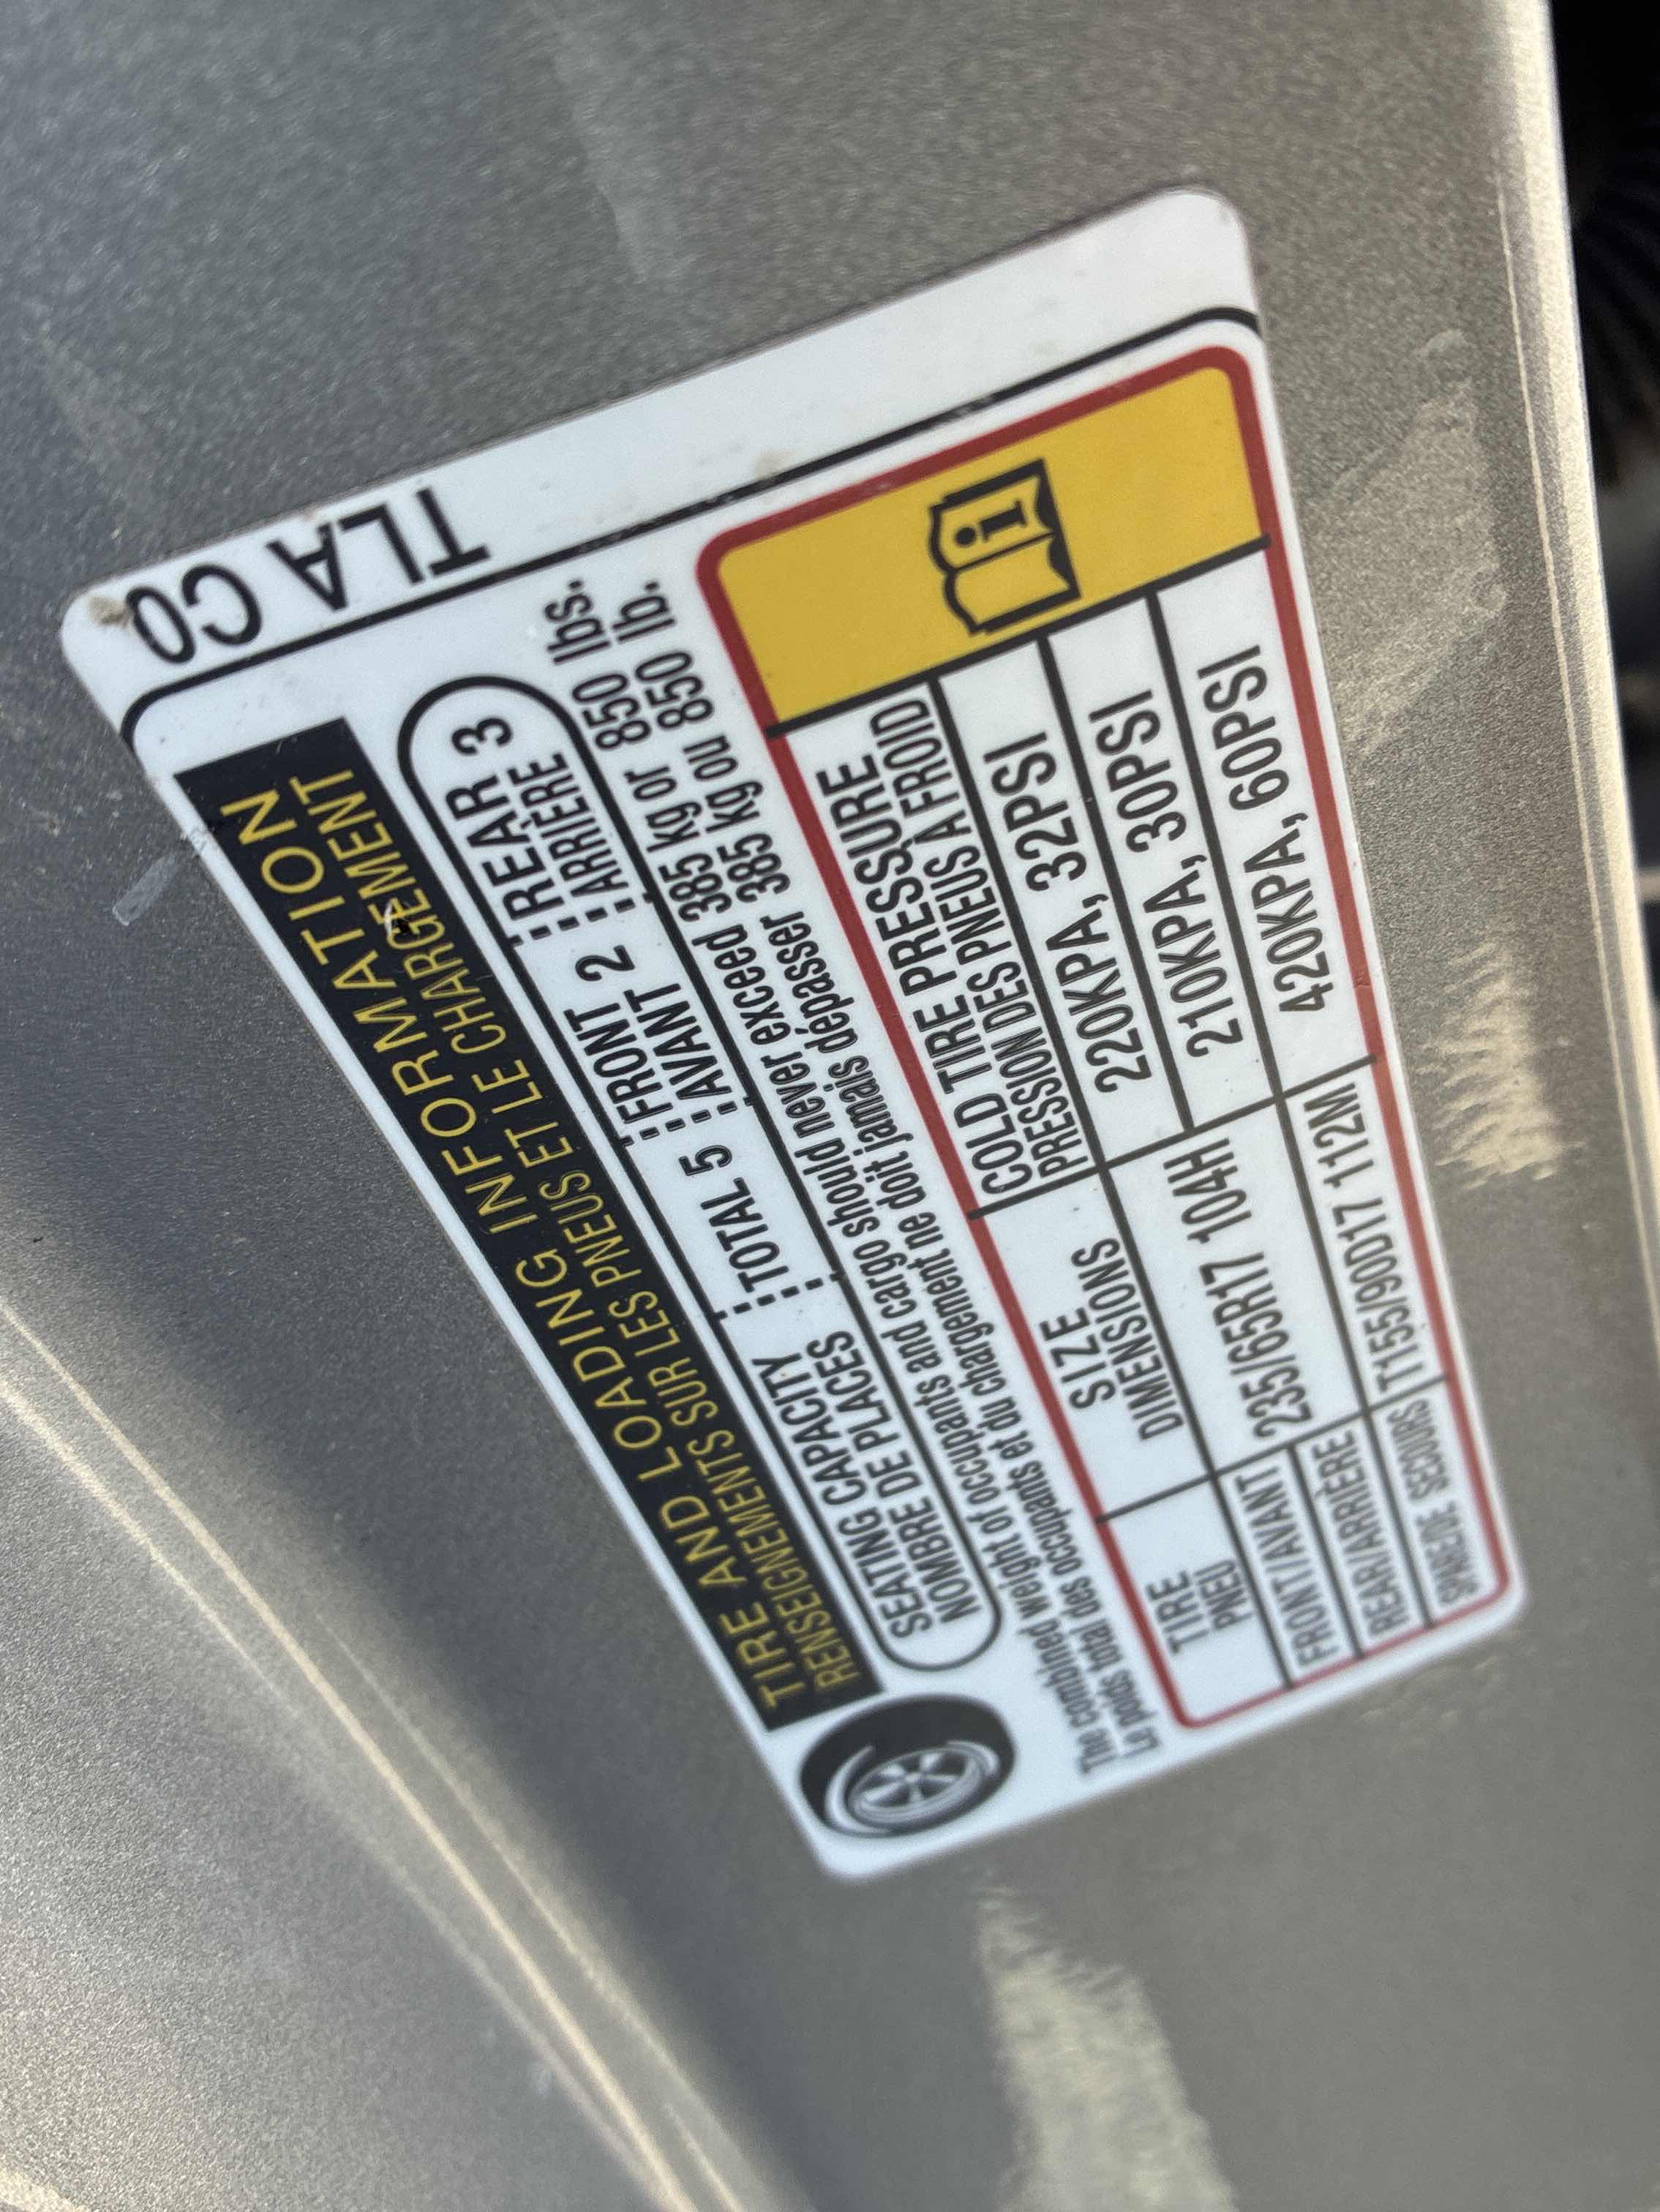 TLA C0
TIRE AND LOADING INFORMATION
RENSEIGNEMENTS SUR LES PNEUS ET LE CHARGEMENT
SEATING CAPACITY TOTAL 5 FRONT 2 REAR 3
NOMBRE DE PLACES AVANT 2 ARRIÈRE
The combined weight of occupants and cargo should never exceed 385 kg or 850 lbs.
Le poids total des occupants et du chargement ne doit jamais dépasser 385 kg ou 850 lb.
TIRE SIZE COLD TIRE PRESSURE
PNEU DIMENSIONS PRESSION DES PNEUS A FROID
FRONT/AVANT 235/65R17 104H 220KPA, 32PSI
REAR/ARRIÈRE 210KPA, 30PSI
SPARE/DE SECOURS T155/90D17 112M 420KPA, 60PSI
i